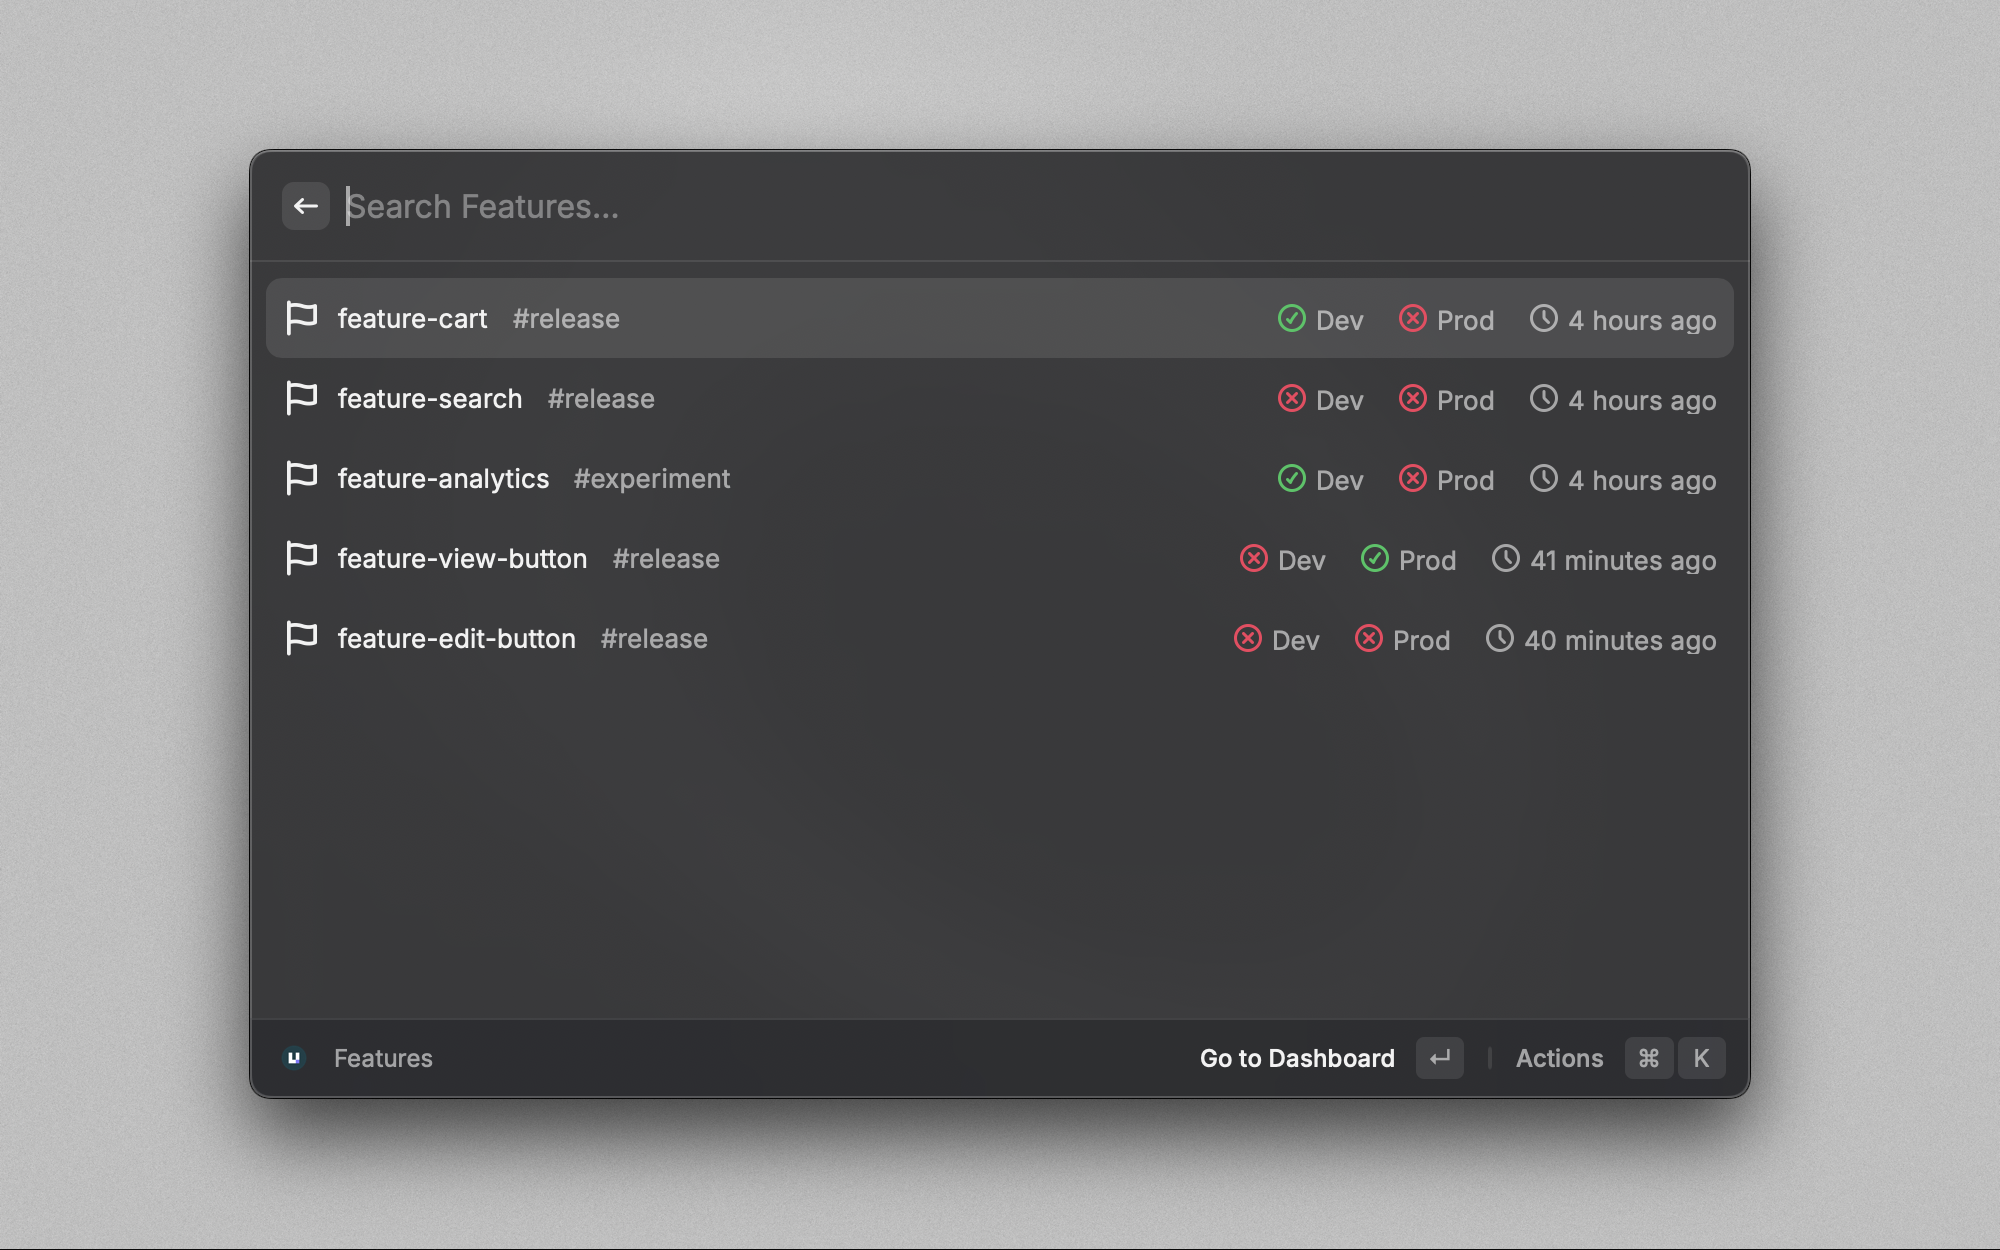 Search Features...
feature-cart #release Dev Prod 4 hours ago
feature-search #release Dev Prod 4 hours ago
feature-analytics #experiment Dev Prod 4 hours ago
feature-view-button #release Dev Prod 41 minutes ago
feature-edit-button #release Dev Prod 40 minutes ago
Features Go to Dashboard ↵ Actions ⌘ K